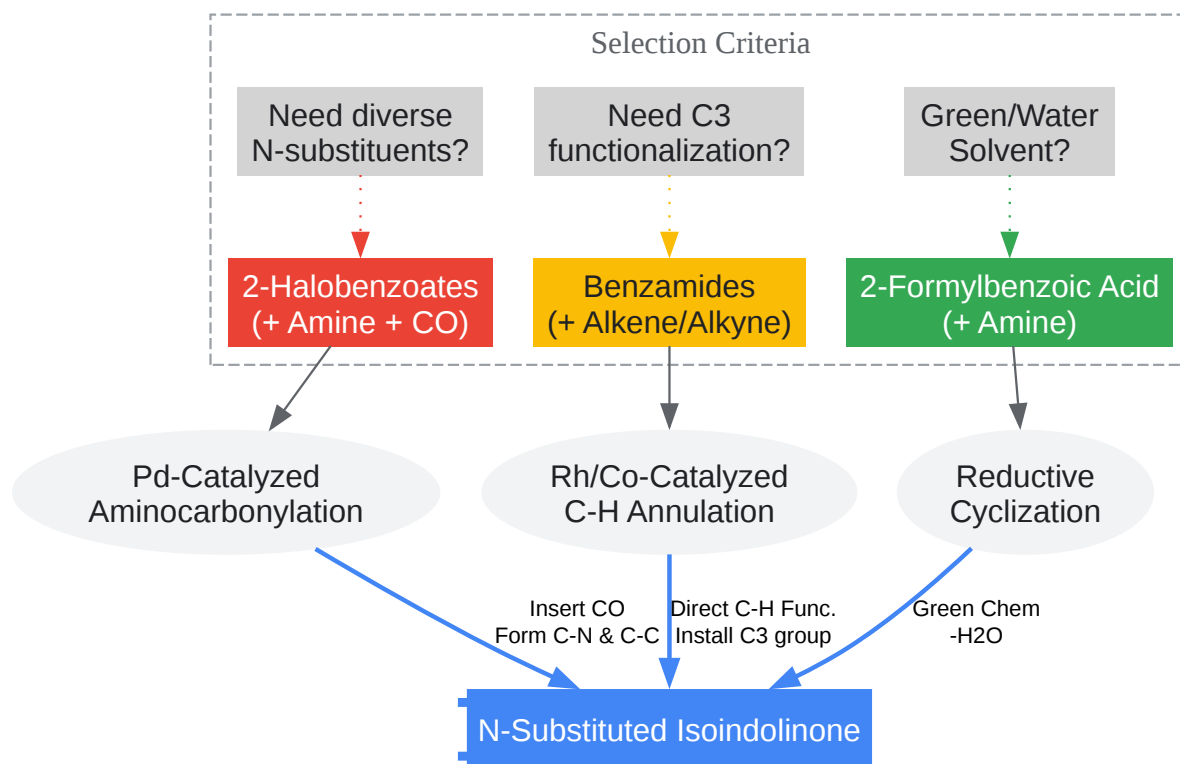 Selection Criteria
Need diverse
N-substituents?
Need C3
functionalization?
Green/Water
Solvent?
2-Halobenzoates
(+ Amine + CO)
Benzamides
(+ Alkene/Alkyne)
2-Formylbenzoic Acid
(+ Amine)
Pd-Catalyzed
Aminocarbonylation
Rh/Co-Catalyzed
C-H Annulation
Reductive
Cyclization
Insert CO
Form C-N & C-C
Direct C-H Func.
Install C3 group
Green Chem
-H2O
N-Substituted Isoindolinone